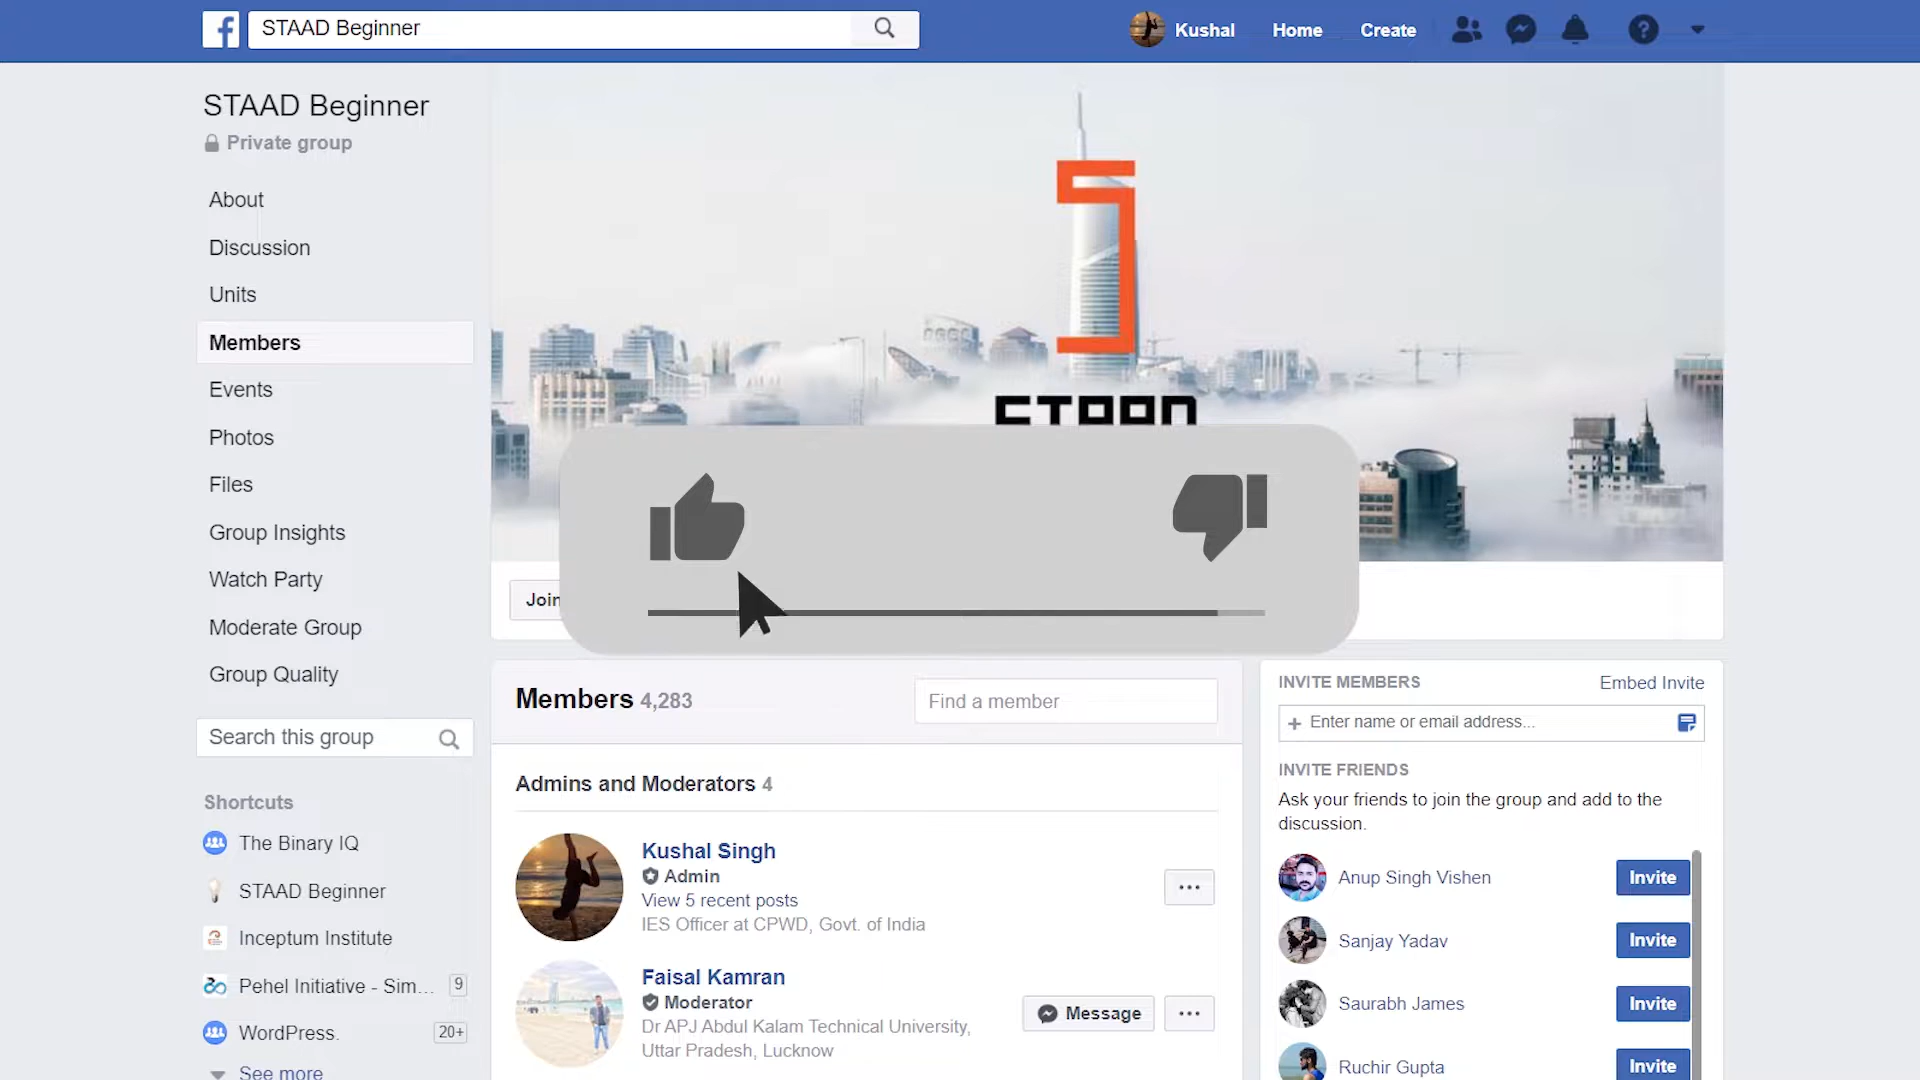 STAAD Beginner
Kushal
Home
Create
STAAD Beginner
Private group
About
Discussion
Units
Members
Events
Photos
Files
Group Insights
Watch Party
Moderate Group
Group Quality
Search this group
Shortcuts
The Binary IQ
STAAD Beginner
Inceptum Institute
Pehel Initiative - Sim... 9
WordPress. 20+
See more
Members 4,283
Find a member
Admins and Moderators 4
Kushal Singh
Admin
View 5 recent posts
IES Officer at CPWD, Govt. of India
Faisal Kamran
Moderator
Dr APJ Abdul Kalam Technical University,
Uttar Pradesh, Lucknow
Message
INVITE MEMBERS
Embed Invite
+ Enter name or email address...
INVITE FRIENDS
Ask your friends to join the group and add to the
discussion.
Anup Singh Vishen
Invite
Sanjay Yadav
Invite
Saurabh James
Invite
Ruchir Gupta
Invite